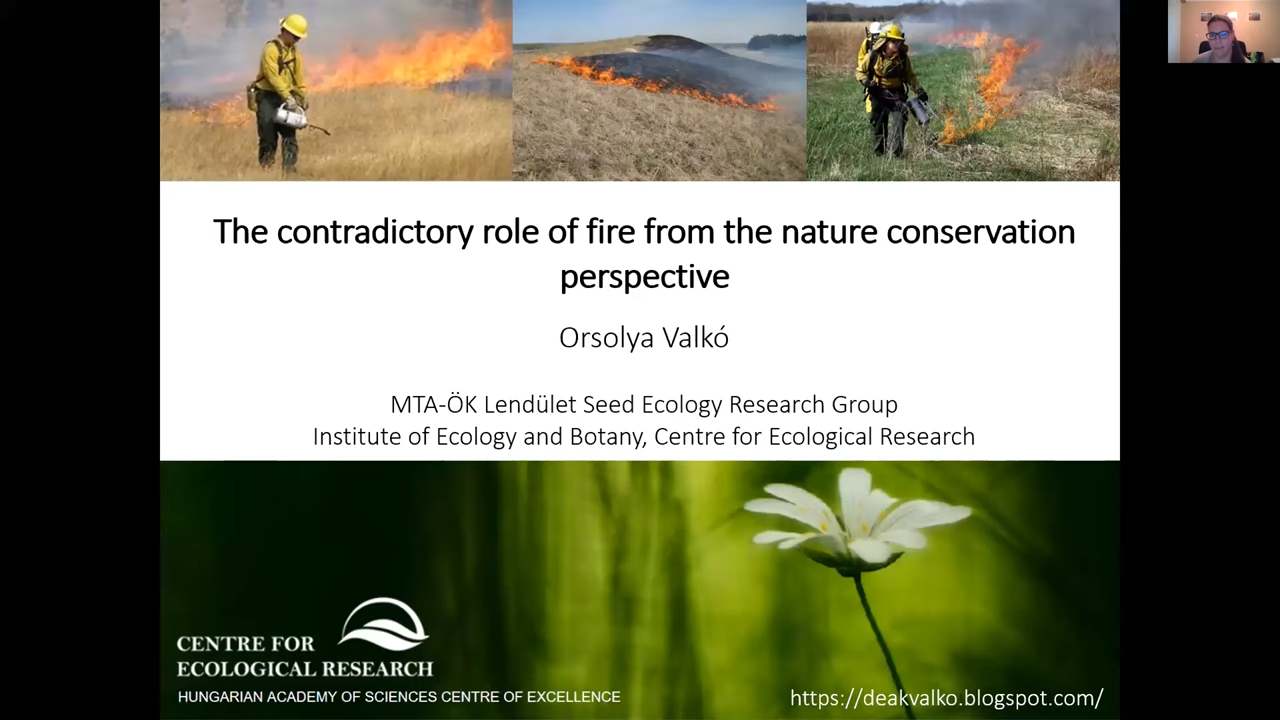 The contradictory role of fire from the nature conservation
perspective
Orsolya Valkó
MTA-ÖK Lendület Seed Ecology Research Group
Institute of Ecology and Botany, Centre for Ecological Research
CENTRE FOR
ECOLOGICAL RESEARCH
HUNGARIAN ACADEMY OF SCIENCES CENTRE OF EXCELLENCE
https://deakvalko.blogspot.com/